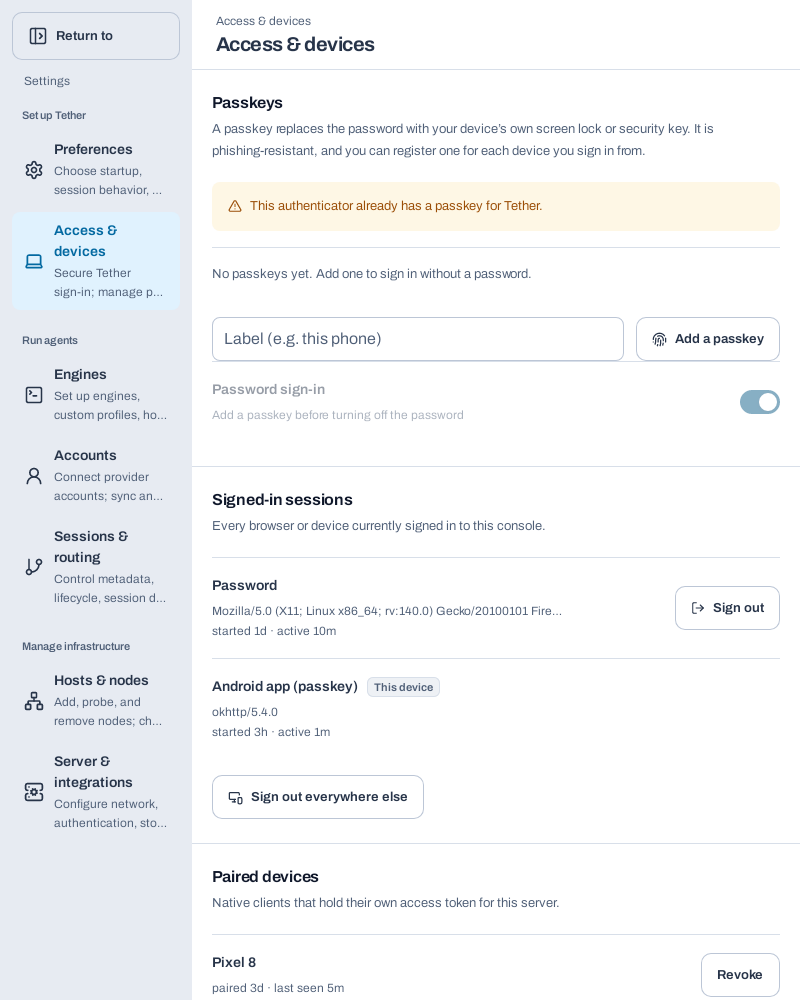 Return to
Settings
Set up Tether
Preferences
Choose startup,
session behavior, ...
Access &
devices
Secure Tether
sign-in; manage p...
Run agents
Engines
Set up engines,
custom profiles, ho...
Accounts
Connect provider
accounts; sync an...
Sessions &
routing
Control metadata,
lifecycle, session d...
Manage infrastructure
Hosts & nodes
Add, probe, and
remove nodes; ch...
Server &
integrations
Configure network,
authentication, sto...
Access & devices
Access & devices
Passkeys
A passkey replaces the password with your device's own screen lock or security key. It is
phishing-resistant, and you can register one for each device you sign in from.
This authenticator already has a passkey for Tether.
No passkeys yet. Add one to sign in without a password.
Label (e.g. this phone)
Add a passkey
Password sign-in
Add a passkey before turning off the password
Signed-in sessions
Every browser or device currently signed in to this console.
Password
Mozilla/5.0 (X11; Linux x86_64; rv:140.0) Gecko/20100101 Fire...
started 1d · active 10m
Sign out
Android app (passkey) This device
okhttp/5.4.0
started 3h · active 1m
Sign out everywhere else
Paired devices
Native clients that hold their own access token for this server.
Pixel 8
paired 3d · last seen 5m
Revoke